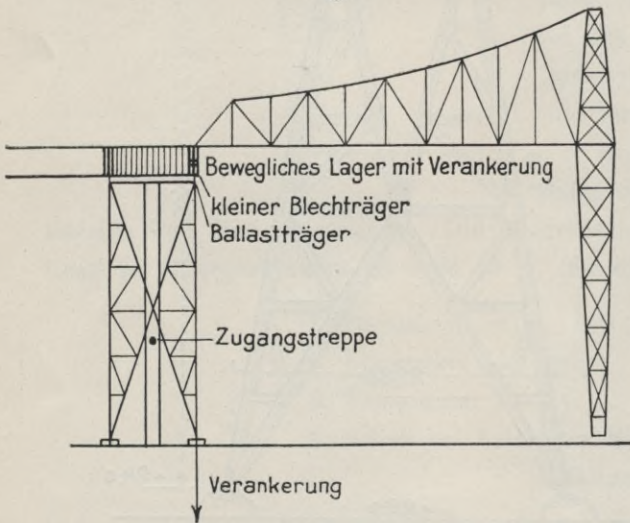 Bewegliches Lager mit Verankerung
kleiner Blechträger
Ballastträger
Zugangstreppe
Verankerung